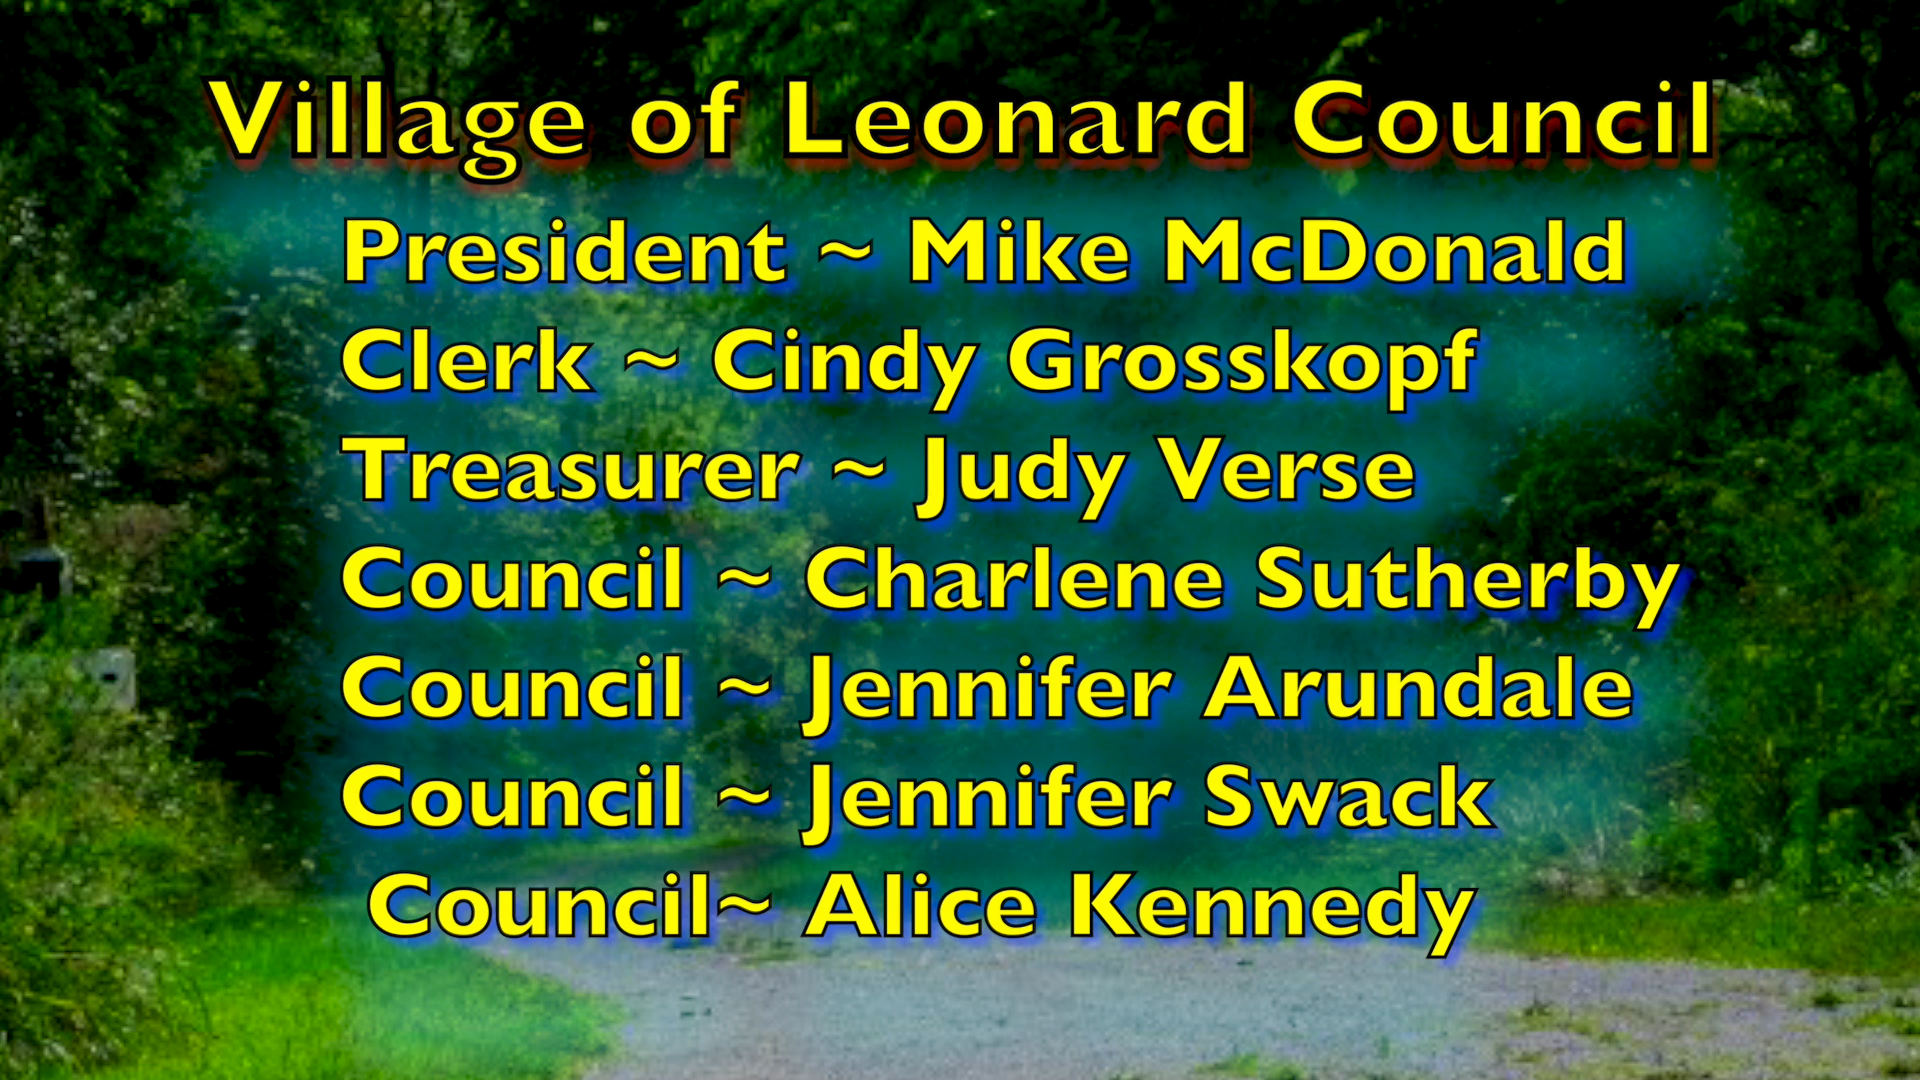 Village of Leonard Council
President ~ Mike McDonald
Clerk ~ Cindy Grosskopf
Treasurer ~ Judy Verse
Council ~ Charlene Sutherby
Council ~ Jennifer Arundale
Council ~ Jennifer Swack
Council~ Alice Kennedy